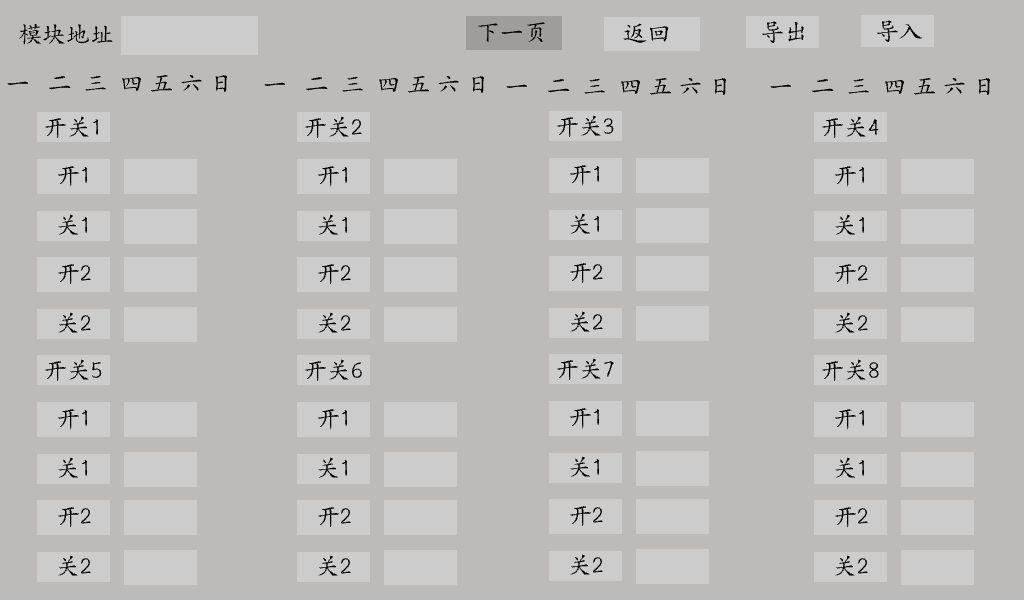 模块地址 下一页 返回 导出 导入
一 二 三 四 五 六 日 一 二 三 四 五 六 日 一 二 三 四 五 六 日 一 二 三 四 五 六 日
开关1 开关2 开关3 开关4
开1 开1 开1 开1
关1 关1 关1 关1
开2 开2 开2 开2
关2 关2 关2 关2
开关5 开关6 开关7 开关8
开1 开1 开1 开1
关1 关1 关1 关1
开2 开2 开2 开2
关2 关2 关2 关2